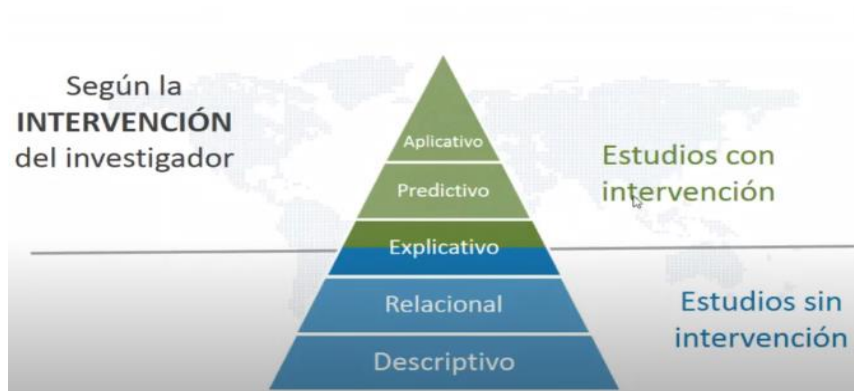 Según la
INTERVENCIÓN
del investigador
Aplicativo
Predictivo
Explicativo
Relacional
Descriptivo
Estudios con
intervención
Estudios sin
intervención